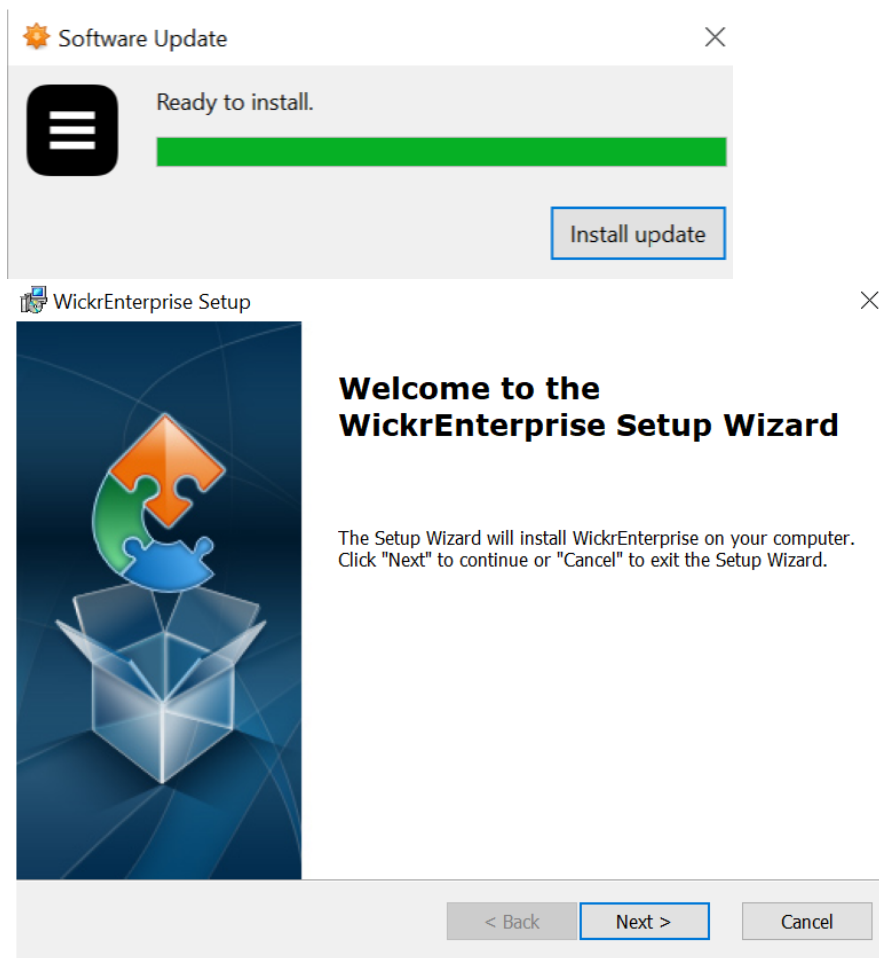 Software Update
Ready to install.
Install update
WickrEnterprise Setup
Welcome to the
WickrEnterprise Setup Wizard
The Setup Wizard will install WickrEnterprise on your computer.
Click "Next" to continue or "Cancel" to exit the Setup Wizard.
< Back Next > Cancel